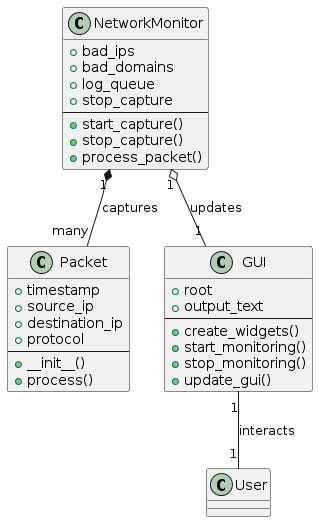 C NetworkMonitor
bad_ips
bad_domains
log_queue
stop_capture
start_capture()
stop_capture()
process_packet()
1 1
captures updates
many 1
C Packet
timestamp
source_ip
destination_ip
protocol
__init__()
process()
C GUI
root
output_text
create_widgets()
start_monitoring()
stop_monitoring()
update_gui()
1
interacts
1
C User